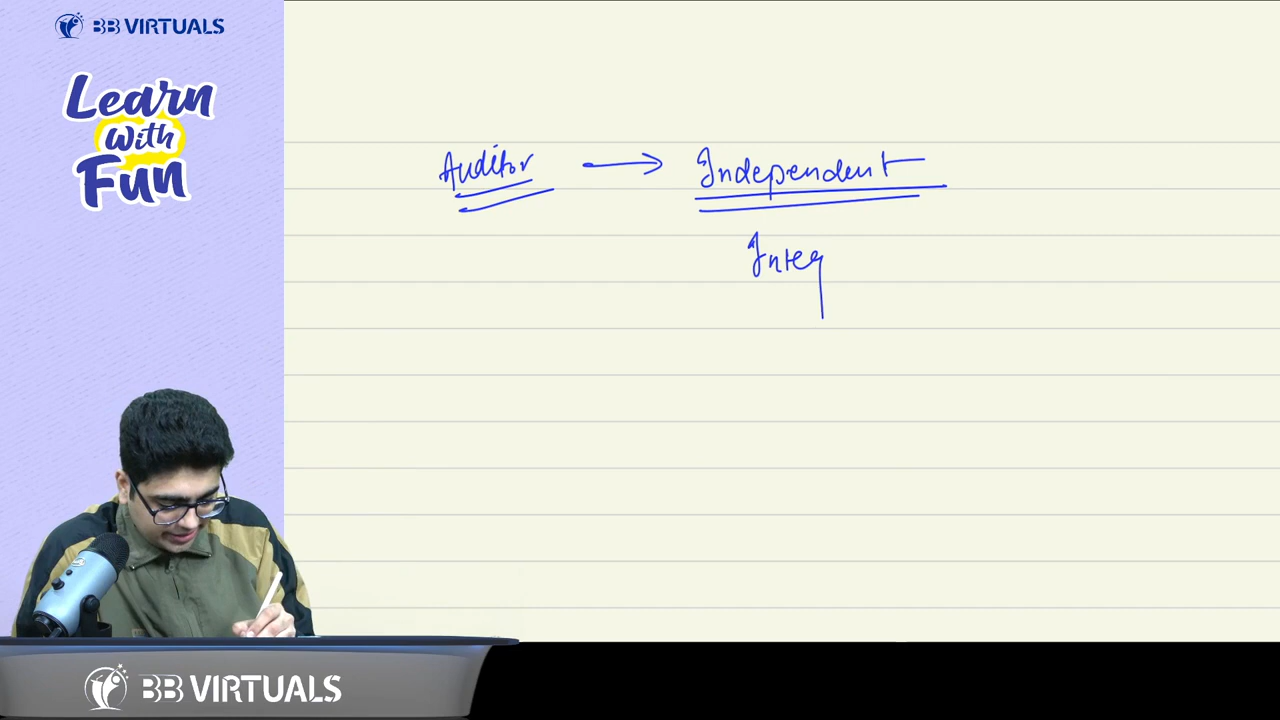 BB VIRTUALS
Learn
With
Fun
Auditor → Independent
Integ
BB VIRTUALS